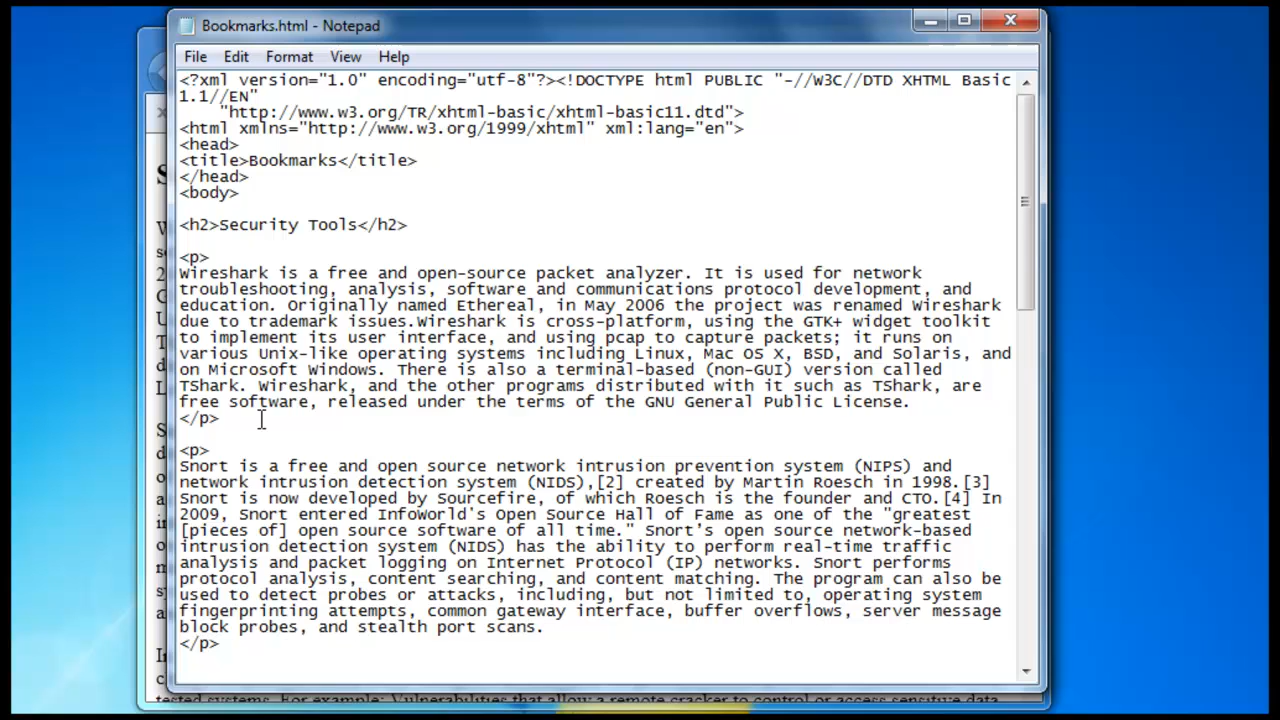 Bookmarks.html - Notepad
File Edit Format View Help
<?xml version="1.0" encoding="utf-8"?><!DOCTYPE html PUBLIC "-//W3C//DTD XHTML Basic
1.1//EN"
"http://www.w3.org/TR/xhtml-basic/xhtml-basic11.dtd">
<html xmlns="http://www.w3.org/1999/xhtml" xml:lang="en">
<head>
<title>Bookmarks</title>
</head>
<body>
<h2>Security Tools</h2>
<p>
Wireshark is a free and open-source packet analyzer. It is used for network
troubleshooting, analysis, software and communications protocol development, and
education. Originally named Ethereal, in May 2006 the project was renamed Wireshark
due to trademark issues.Wireshark is cross-platform, using the GTK+ widget toolkit
to implement its user interface, and using pcap to capture packets; it runs on
various Unix-like operating systems including Linux, Mac OS X, BSD, and Solaris, and
on Microsoft Windows. There is also a terminal-based (non-GUI) version called
TShark. Wireshark, and the other programs distributed with it such as TShark, are
free software, released under the terms of the GNU General Public License.
</p>
<p>
Snort is a free and open source network intrusion prevention system (NIPS) and
network intrusion detection system (NIDS),[2] created by Martin Roesch in 1998.[3]
Snort is now developed by Sourcefire, of which Roesch is the founder and CTO.[4] In
2009, Snort entered InfoWorld's Open Source Hall of Fame as one of the "greatest
[pieces of] open source software of all time." Snort's open source network-based
intrusion detection system (NIDS) has the ability to perform real-time traffic
analysis and packet logging on Internet Protocol (IP) networks. Snort performs
protocol analysis, content searching, and content matching. The program can also be
used to detect probes or attacks, including, but not limited to, operating system
fingerprinting attempts, common gateway interface, buffer overflows, server message
block probes, and stealth port scans.
</p>
tested systems. For example: Vulnerabilities that allow a remote cracker to control or access sensitive data